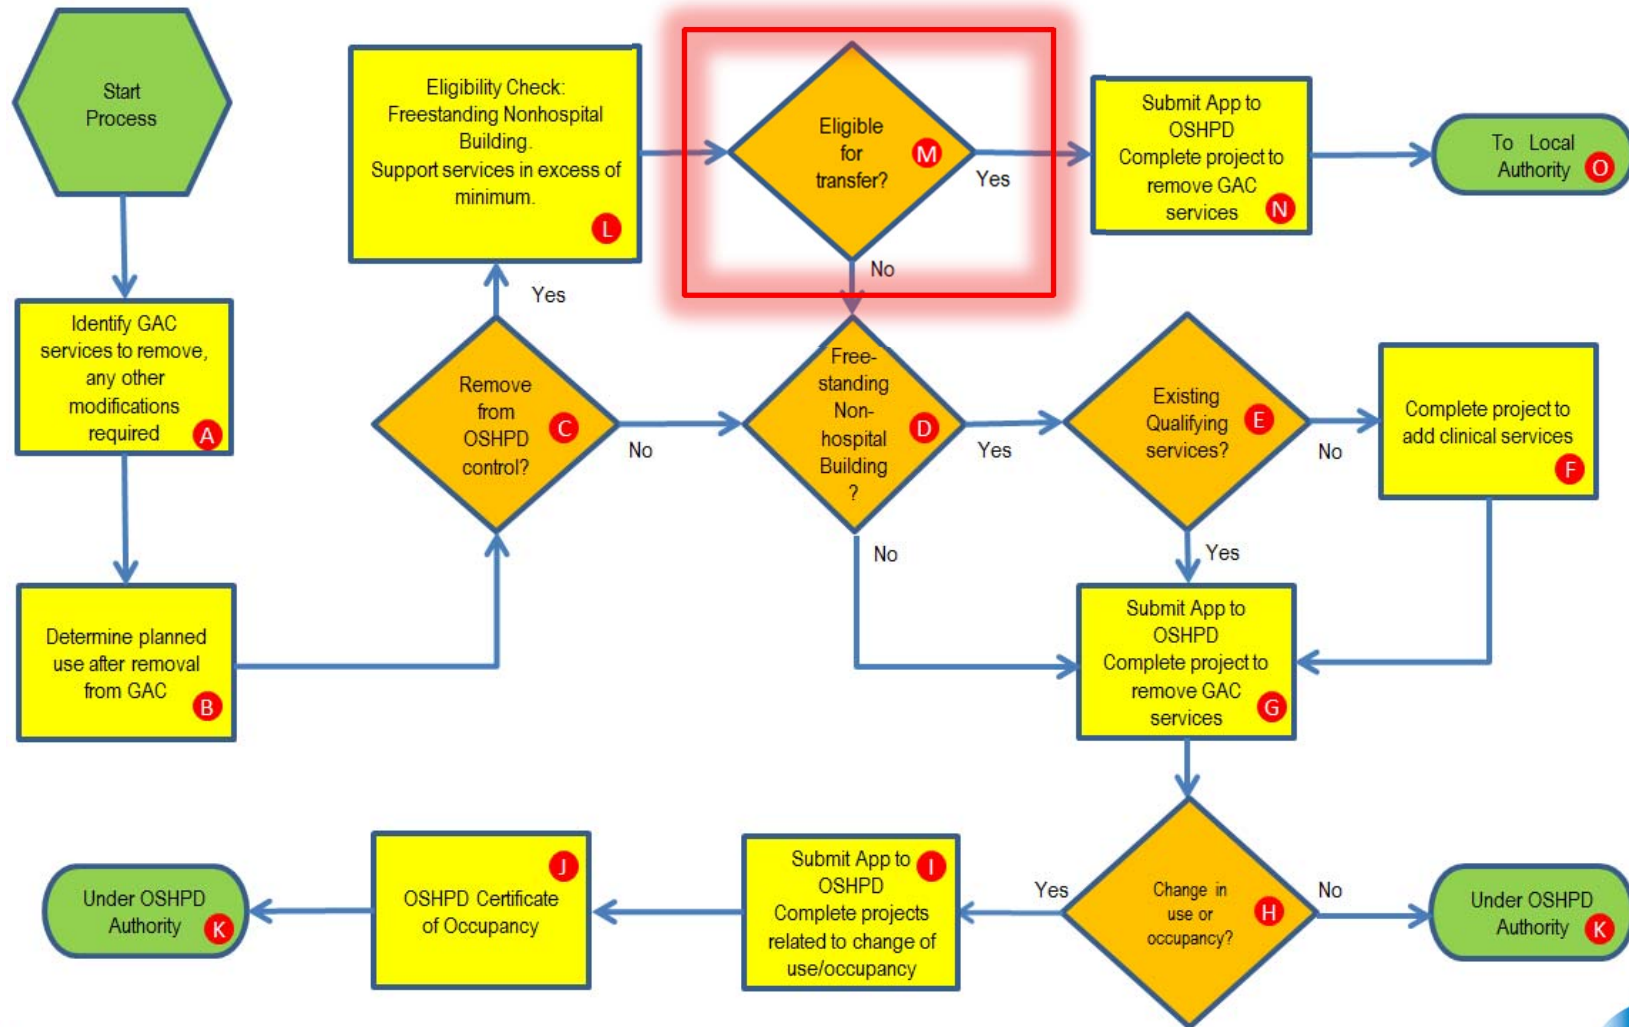 Start
Process
Eligibility Check:
Freestanding Nonhospital
Building.
Support services in excess of
minimum.
L
Eligible
for
transfer?
M
Yes
No
Submit App to
OSHPD
Complete project to
remove GAC
services
N
To Local
Authority
O
Identify GAC
services to remove,
any other
modifications
required
A
Yes
Remove
from
OSHPD
control?
C
No
Free-
standing
Non-
hospital
Building
?
D
Yes
No
Existing
Qualifying
services?
E
No
Yes
Complete project to
add clinical services
F
Determine planned
use after removal
from GAC
B
Submit App to
OSHPD
Complete project to
remove GAC
services
G
Under OSHPD
Authority
K
OSHPD Certificate
of Occupancy
J
Submit App to
OSHPD
Complete projects
related to change of
use/occupancy
I
Yes
Change in
use or
occupancy?
H
No
Under OSHPD
Authority
K